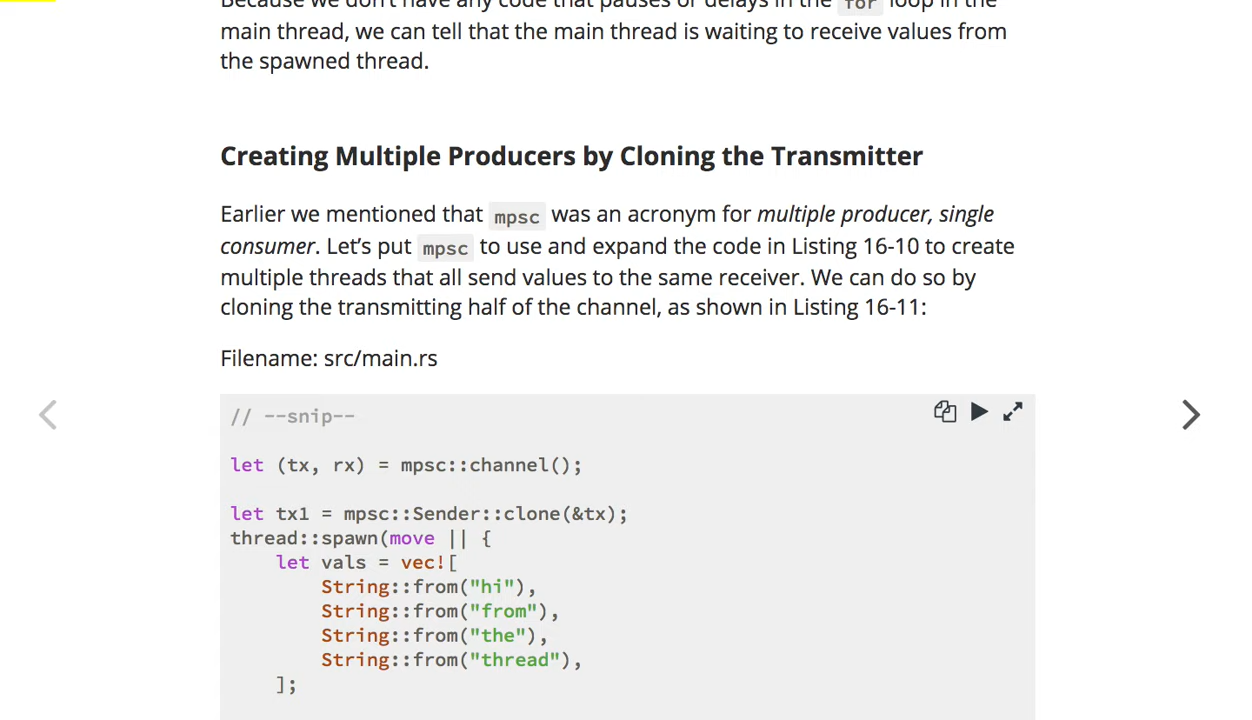 Because we don't have any code that pauses or delays in the for loop in the
main thread, we can tell that the main thread is waiting to receive values from
the spawned thread.
Creating Multiple Producers by Cloning the Transmitter
Earlier we mentioned that mpsc was an acronym for multiple producer, single
consumer. Let’s put mpsc to use and expand the code in Listing 16-10 to create
multiple threads that all send values to the same receiver. We can do so by
cloning the transmitting half of the channel, as shown in Listing 16-11:
Filename: src/main.rs
// --snip--
let (tx, rx) = mpsc::channel();
let tx1 = mpsc::Sender::clone(&tx);
thread::spawn(move || {
    let vals = vec![
        String::from("hi"),
        String::from("from"),
        String::from("the"),
        String::from("thread"),
    ];